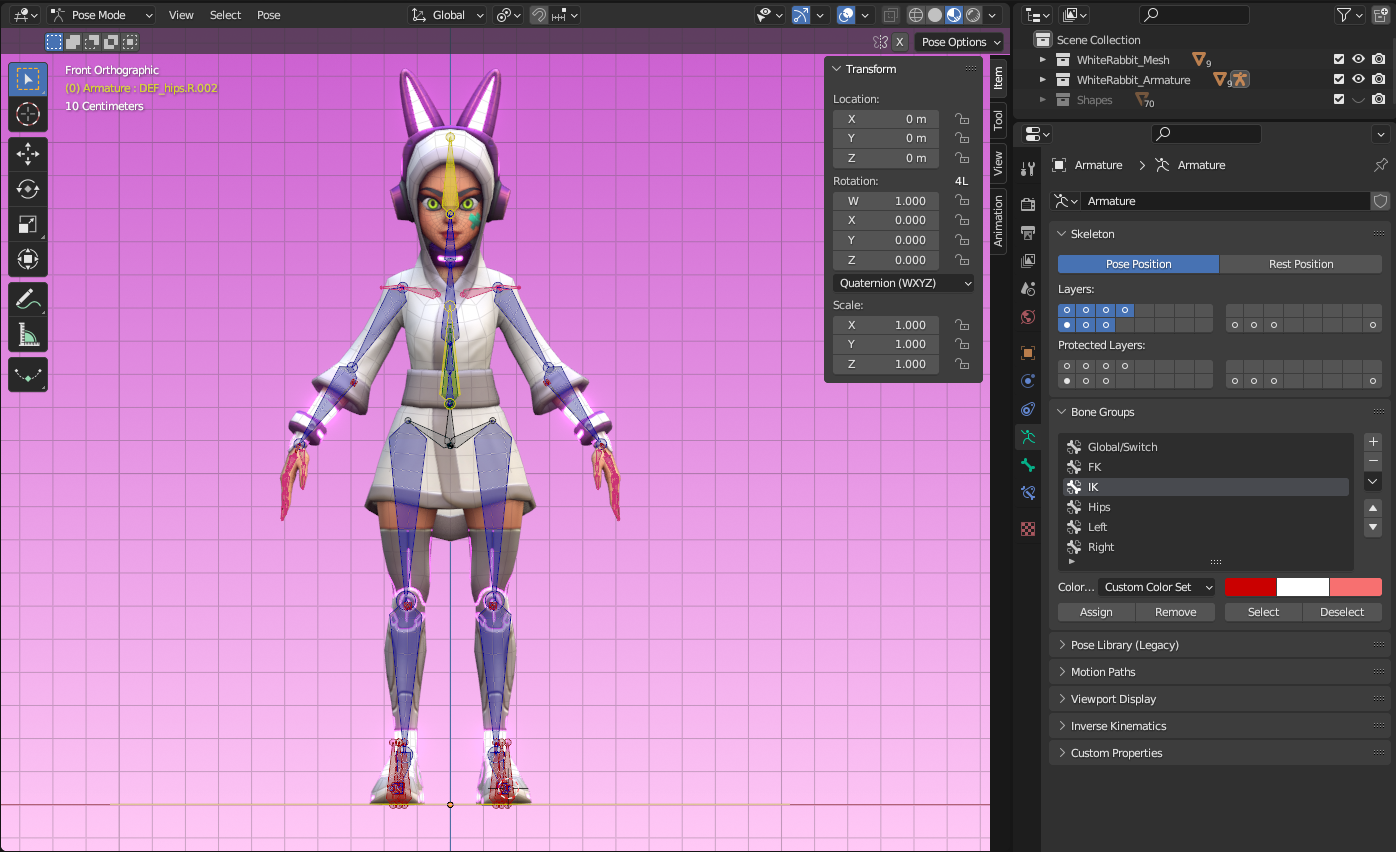 Pose Mode
View
Select
Pose
Global
X
Pose Options
Front Orthographic
(0) Armature : DEF_hips.R.002
10 Centimeters
Transform
Location:
X 0 m
Y 0 m
Z 0 m
Rotation: 4L
W 1.000
X 0.000
Y 0.000
Z 0.000
Quaternion (WXYZ)
Scale:
X 1.000
Y 1.000
Z 1.000
Item
Tool
View
Animation
Scene Collection
WhiteRabbit_Mesh 9
WhiteRabbit_Armature 9
Shapes 70
Armature > Armature
Armature
Skeleton
Pose Position
Rest Position
Layers:
Protected Layers:
Bone Groups
Global/Switch
FK
IK
Hips
Left
Right
Color... Custom Color Set
Assign
Remove
Select
Deselect
Pose Library (Legacy)
Motion Paths
Viewport Display
Inverse Kinematics
Custom Properties